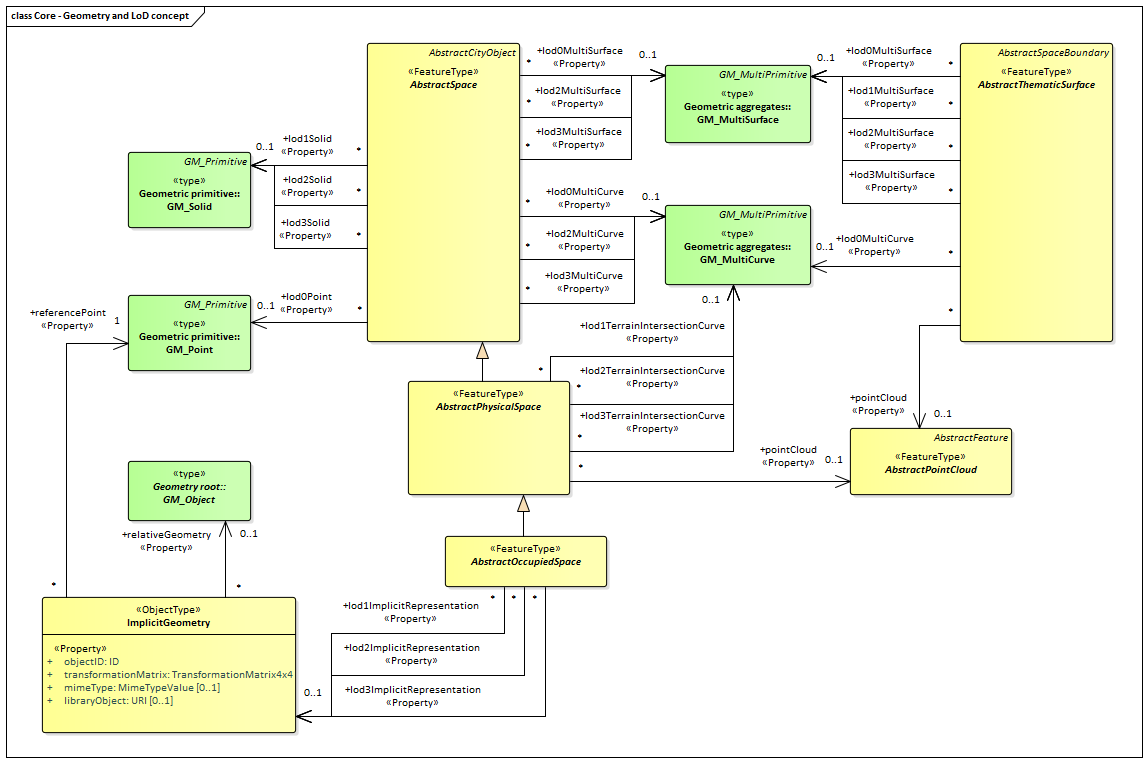 class Core - Geometry and LoD concept
AbstractCityObject
«FeatureType»
AbstractSpace
+lod0MultiSurface
«Property»
*
0..1
+lod2MultiSurface
«Property»
*
+lod3MultiSurface
«Property»
*
GM_MultiPrimitive
«type»
Geometric aggregates::
GM_MultiSurface
0..1
+lod0MultiSurface
«Property»
*
+lod1MultiSurface
«Property»
*
+lod2MultiSurface
«Property»
*
+lod3MultiSurface
«Property»
*
AbstractSpaceBoundary
«FeatureType»
AbstractThematicSurface
0..1
+lod1Solid
«Property»
*
+lod2Solid
«Property»
*
+lod3Solid
«Property»
*
GM_Primitive
«type»
Geometric primitive::
GM_Solid
+lod0MultiCurve
«Property»
*
0..1
+lod2MultiCurve
«Property»
*
+lod3MultiCurve
«Property»
*
GM_MultiPrimitive
«type»
Geometric aggregates::
GM_MultiCurve
0..1
+lod0MultiCurve
«Property»
*
+referencePoint
«Property»
1
GM_Primitive
«type»
Geometric primitive::
GM_Point
0..1
+lod0Point
«Property»
*
0..1
+lod1TerrainIntersectionCurve
«Property»
*
+lod2TerrainIntersectionCurve
«Property»
*
+lod3TerrainIntersectionCurve
«Property»
*
«FeatureType»
AbstractPhysicalSpace
*
+pointCloud
«Property»
0..1
*
+pointCloud
«Property»
0..1
AbstractFeature
«FeatureType»
AbstractPointCloud
«type»
Geometry root::
GM_Object
+relativeGeometry
«Property»
0..1
*
*
«FeatureType»
AbstractOccupiedSpace
*
*
*
+lod1ImplicitRepresentation
«Property»
+lod2ImplicitRepresentation
«Property»
+lod3ImplicitRepresentation
«Property»
0..1
«ObjectType»
ImplicitGeometry
«Property»
+ objectID: ID
+ transformationMatrix: TransformationMatrix4x4
+ mimeType: MimeTypeValue [0..1]
+ libraryObject: URI [0..1]